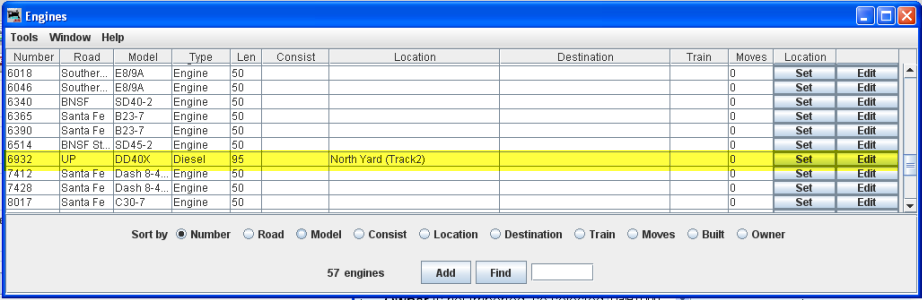 Engines
Tools Window Help
Number Road Model Type Len Consist Location Destination Train Moves Location
6018 Souther... E8/9A Engine 50 0 Set Edit
6046 Souther... E8/9A Engine 50 0 Set Edit
6340 BNSF SD40-2 Engine 50 0 Set Edit
6365 Santa Fe B23-7 Engine 50 0 Set Edit
6390 Santa Fe B23-7 Engine 50 0 Set Edit
6514 BNSF St... SD45-2 Engine 50 0 Set Edit
6932 UP DD40X Diesel 95 North Yard (Track2) 0 Set Edit
7412 Santa Fe Dash 8-4... Engine 50 0 Set Edit
7428 Santa Fe Dash 8-4... Engine 50 0 Set Edit
8017 Santa Fe C30-7 Engine 50 0 Set Edit
Sort by Number Road Model Consist Location Destination Train Moves Built Owner
57 engines Add Find